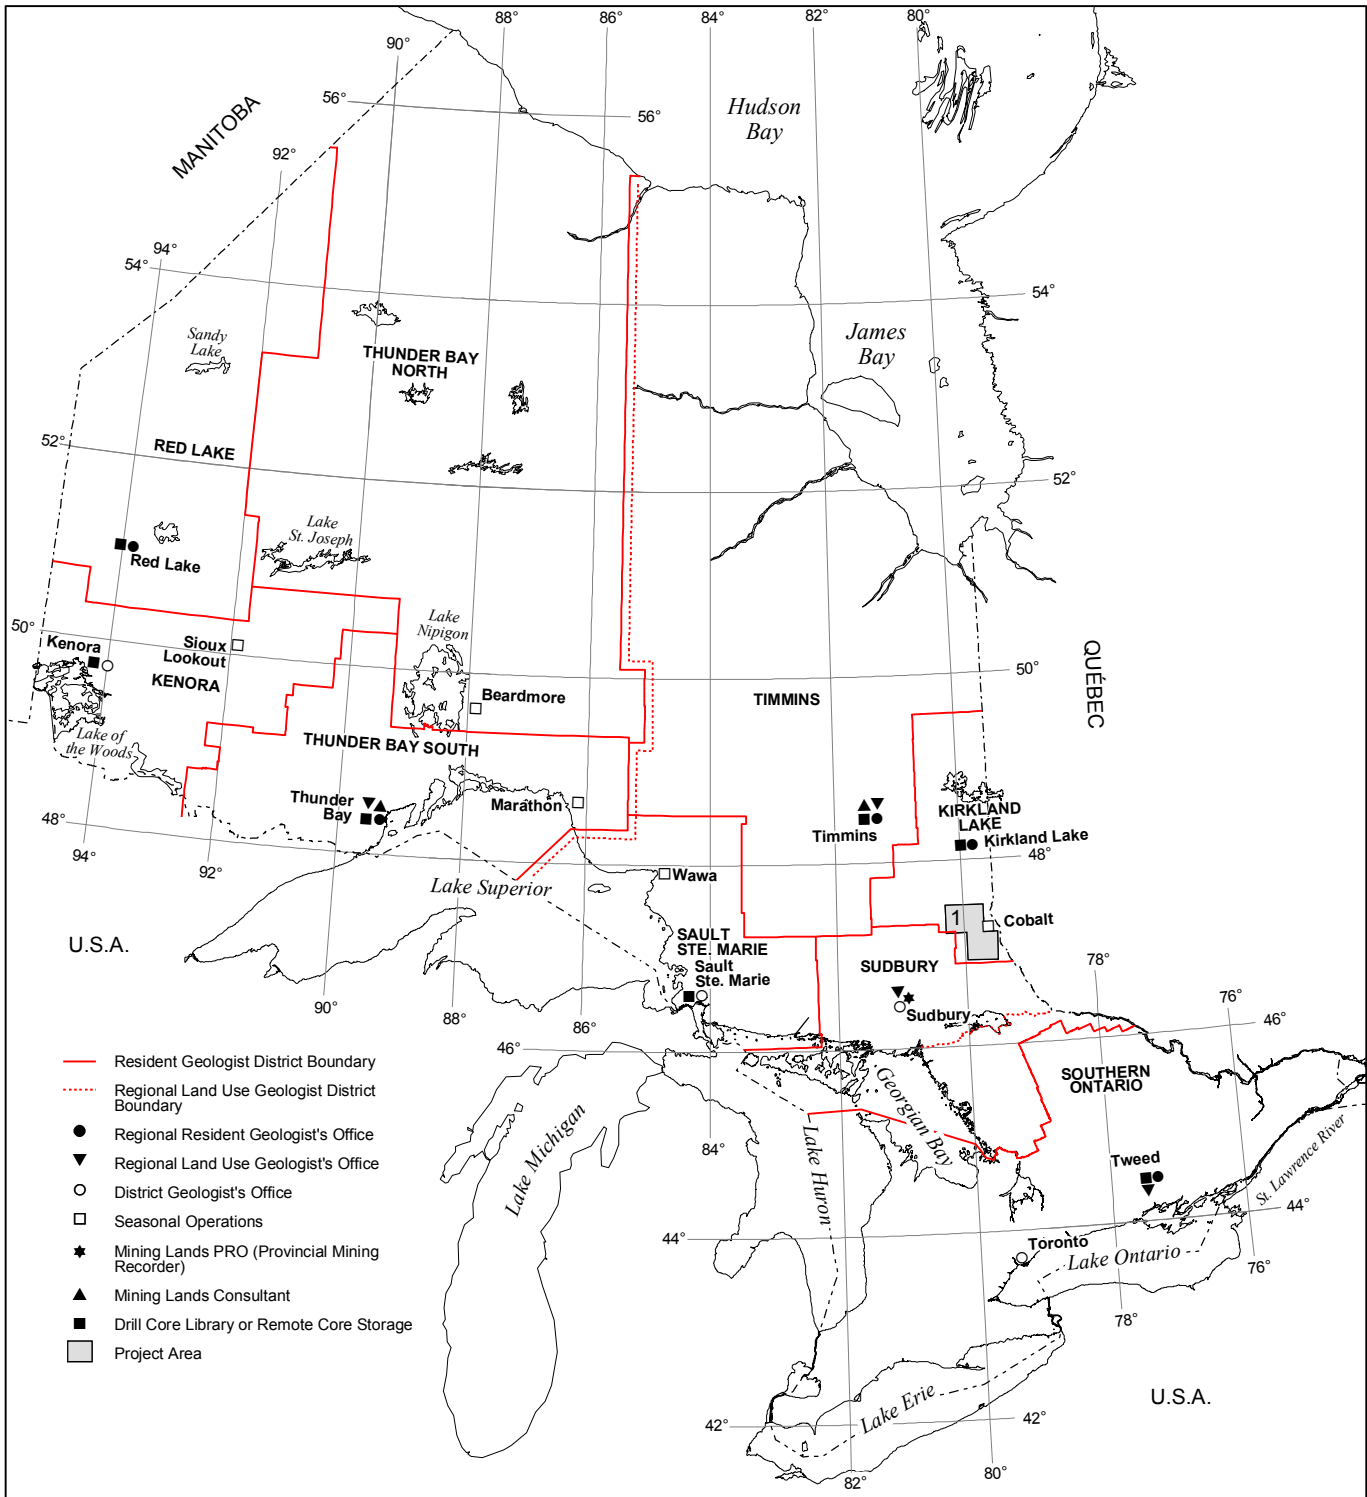 88°
86°
84°
82°
80°
90°
56°
Hudson
Bay
56°
MANITOBA
92°
94°
54°
54°
Sandy
Lake
James
Bay
THUNDER BAY
NORTH
52°
RED LAKE
52°
Lake
St. Joseph
Red Lake
50°
Lake
Nipigon
Kenora
Sioux
Lookout
50°
QUÉBEC
KENORA
Beardmore
TIMMINS
Lake of
the Woods
THUNDER BAY SOUTH
Thunder
Bay
Marathon
KIRKLAND
LAKE
48°
Timmins
Kirkland Lake
94°
92°
48°
Wawa
Lake Superior
1
Cobalt
U.S.A.
SAULT
STE. MARIE
Sault
Ste. Marie
SUDBURY
78°
90°
88°
86°
Sudbury
76°
46°
46°
Resident Geologist District Boundary
Regional Land Use Geologist District
Boundary
Regional Resident Geologist's Office
Regional Land Use Geologist's Office
District Geologist's Office
Seasonal Operations
Mining Lands PRO (Provincial Mining
Recorder)
Mining Lands Consultant
Drill Core Library or Remote Core Storage
Project Area
SOUTHERN
ONTARIO
Georgian Bay
Lake Michigan
84°
Lake Huron
Tweed
St. Lawrence River
44°
44°
Toronto
Lake Ontario
76°
78°
Lake Erie
U.S.A.
42°
42°
82°
80°